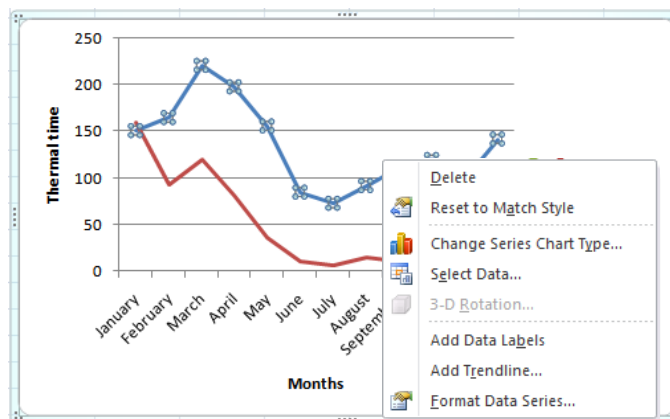 250
200
150
100
50
0
Thermal time
January
February
March
April
May
June
July
August
Months
Delete
Reset to Match Style
Change Series Chart Type...
Select Data...
3-D Rotation...
Add Data Labels
Add Trendline...
Format Data Series...